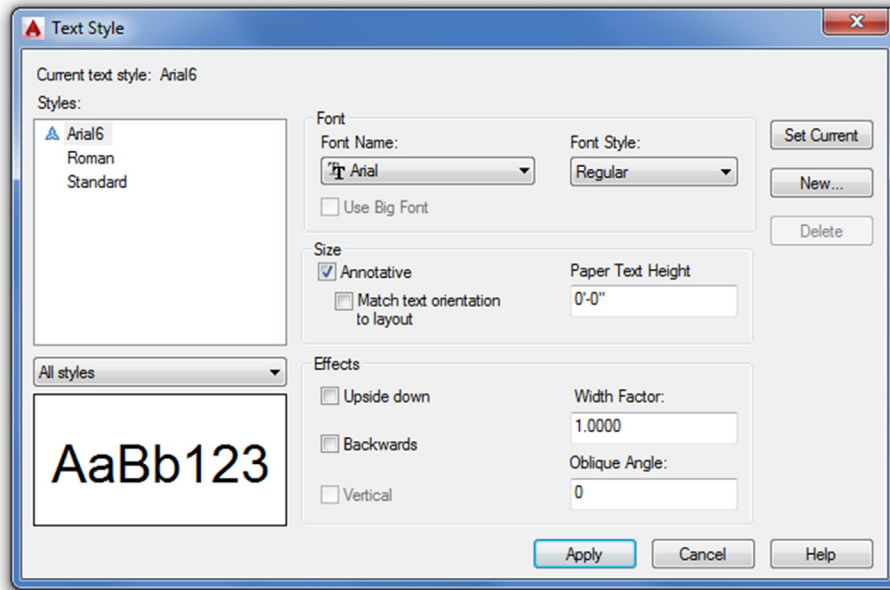 Text Style
Current text style: Arial6
Styles:
Arial6
Roman
Standard
All styles
AaBb123
Font
Font Name:
Arial
Use Big Font
Font Style:
Regular
Size
Annotative
Match text orientation
to layout
Paper Text Height
0'-0"
Effects
Upside down
Backwards
Vertical
Width Factor:
1.0000
Oblique Angle:
0
Set Current
New...
Delete
Apply
Cancel
Help